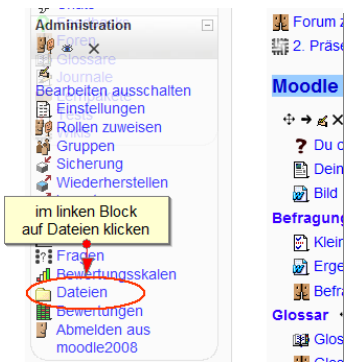 Administration
Foren
Glossare
Journale
Bearbeiten ausschalten
Einstellungen
Rollen zuweisen
Gruppen
Sicherung
Wiederherstellen
im linken Block
auf Dateien klicken
Fragen
Bewertungsskalen
Dateien
Bewertungen
Abmelden aus
moodle2008
Forum
2. Präse
Moodle
Du
Dein
Bild
Befragung
Klein
Erge
Befra
Glossar
Glos